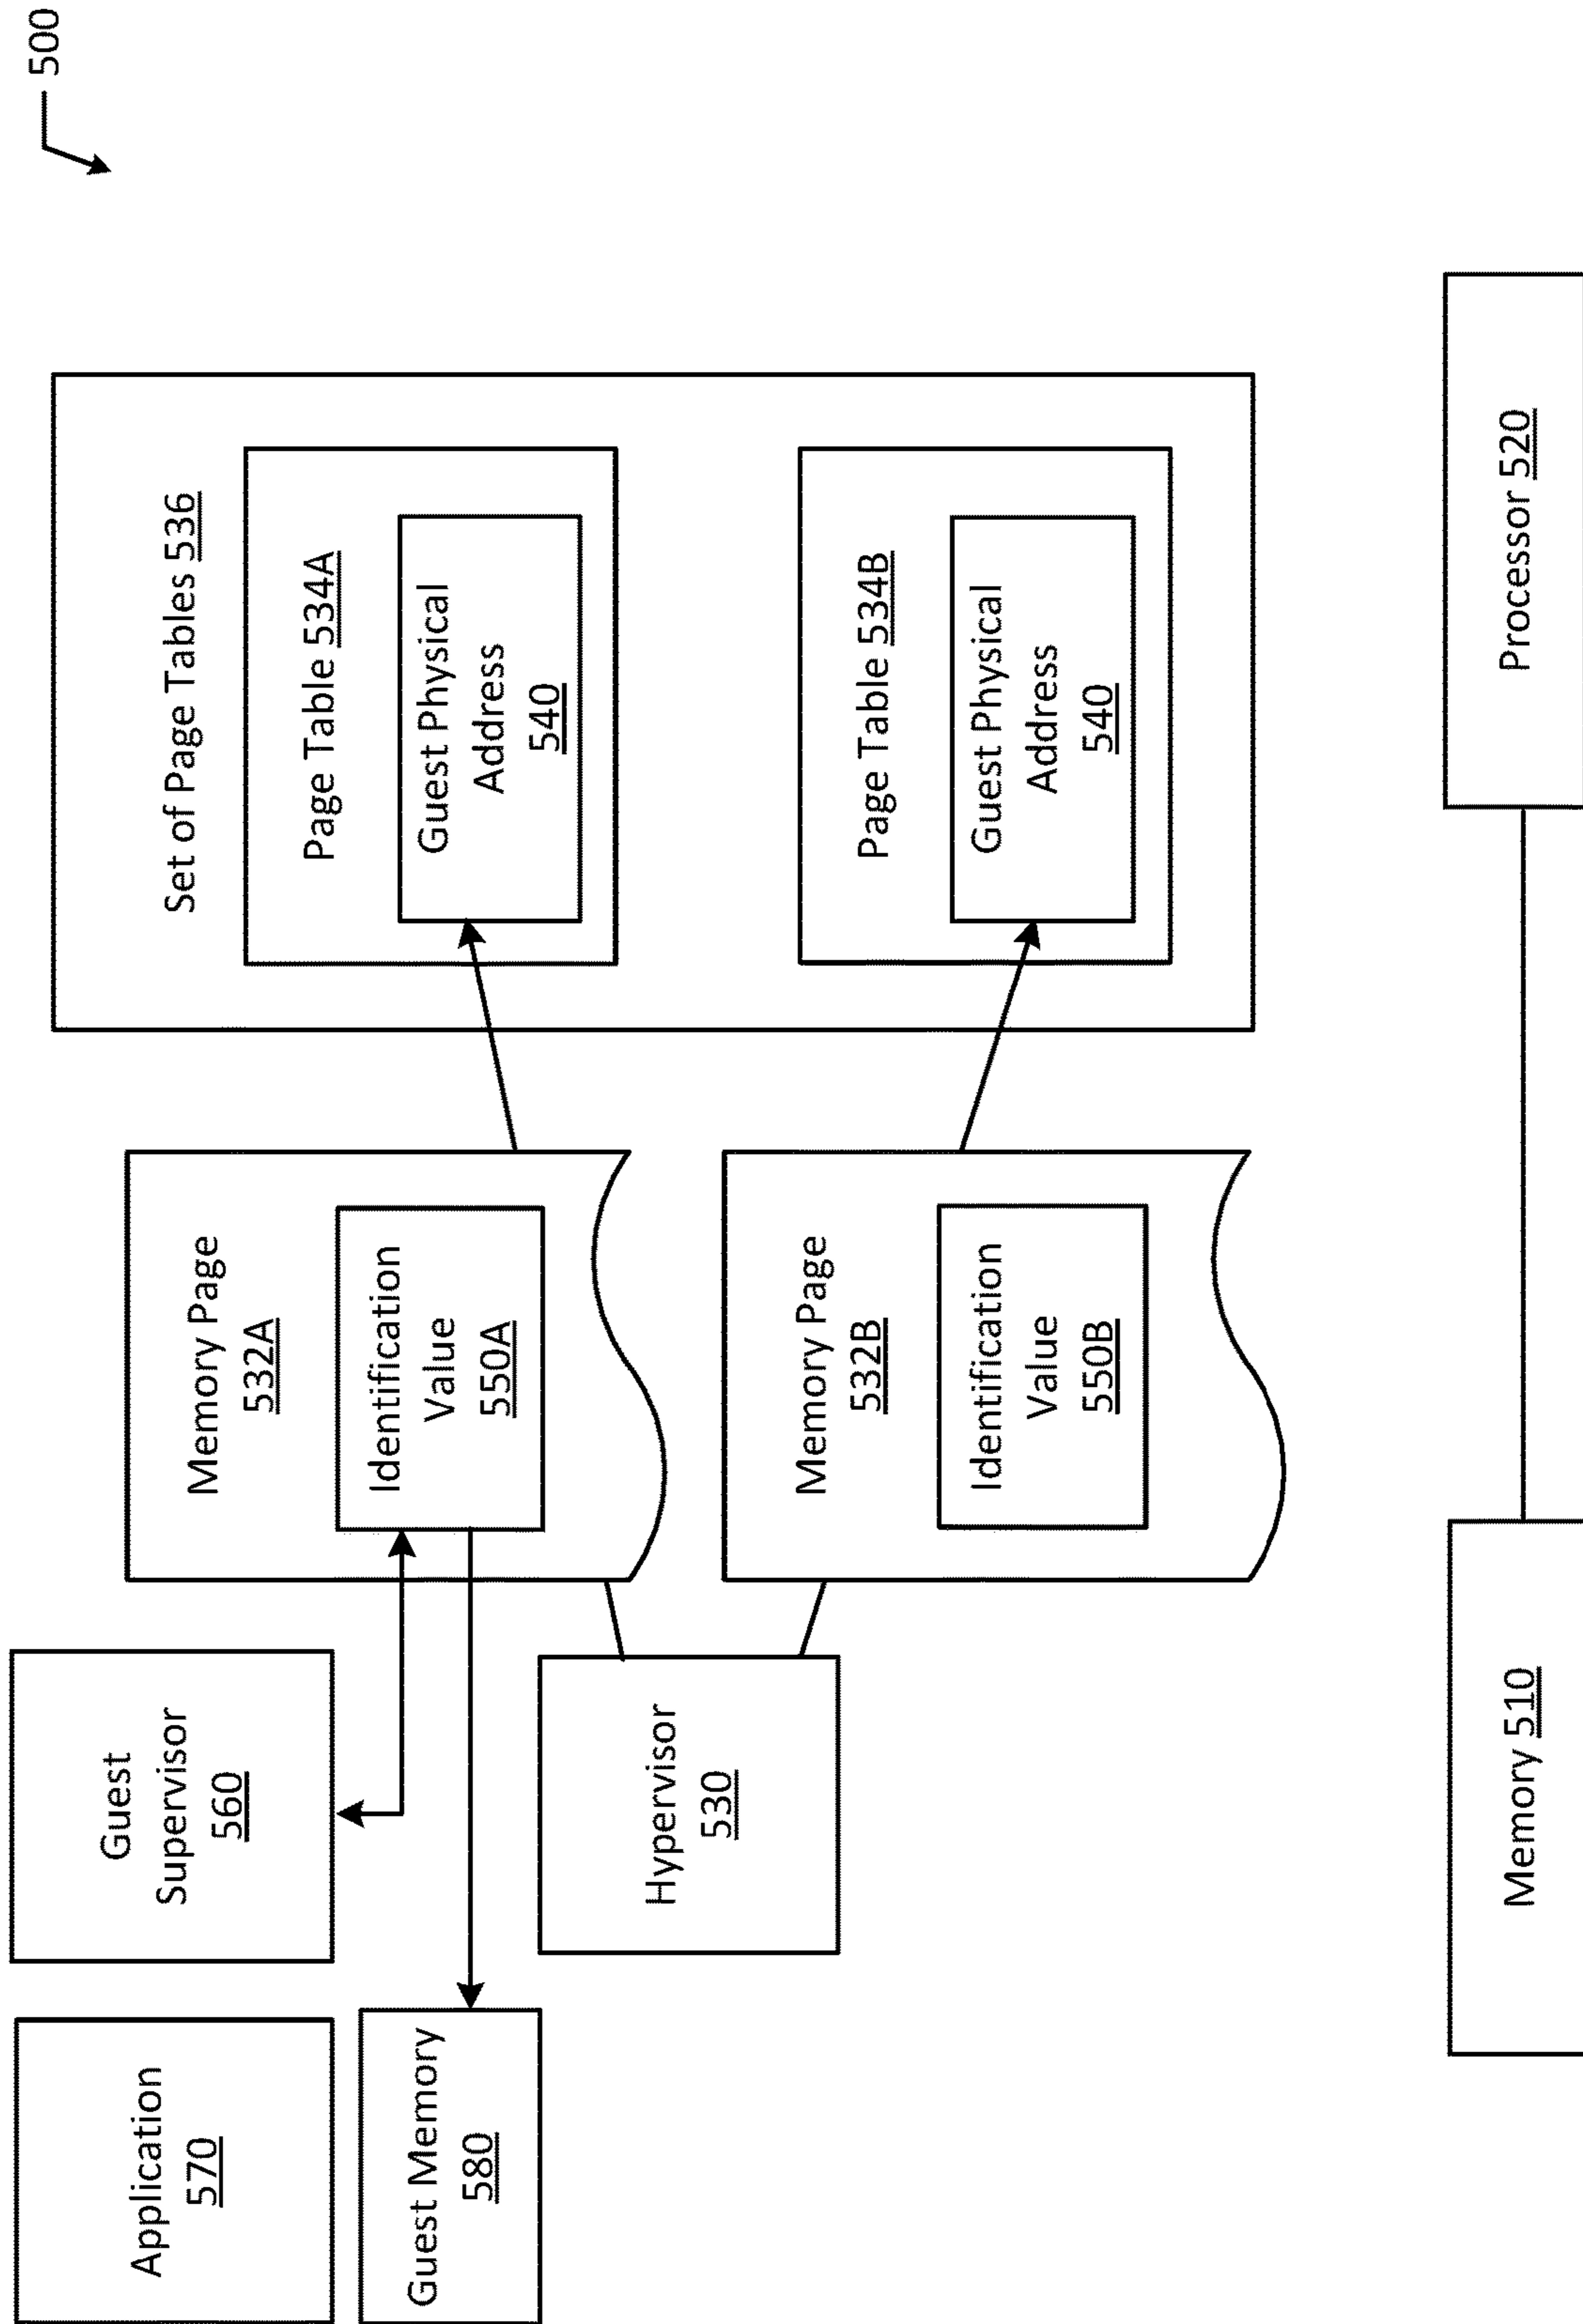 500
Application
570
Guest
Supervisor
560
Memory Page
532A
Identification
Value
550A
Set of Page Tables 536
Page Table 534A
Guest Physical
Address
540
Guest Memory
580
Hypervisor
530
Memory Page
532B
Identification
Value
550B
Page Table 534B
Guest Physical
Address
540
Memory 510
Processor 520